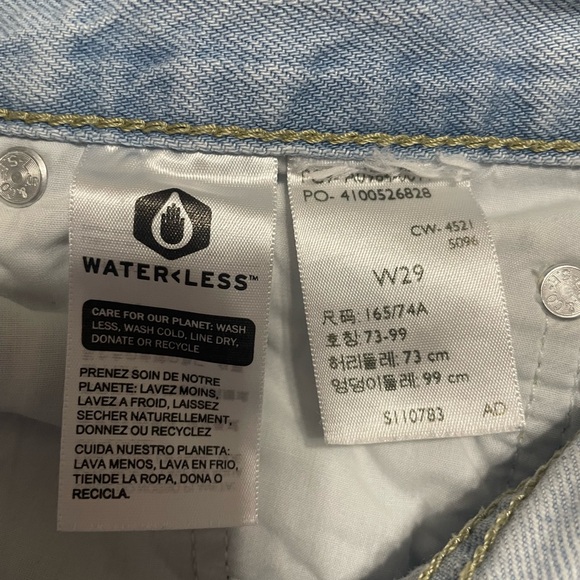 WATER<LESS™
CARE FOR OUR PLANET: WASH
LESS, WASH COLD, LINE DRY,
DONATE OR RECYCLE
PRENEZ SOIN DE NOTRE
PLANETE: LAVEZ MOINS,
LAVEZ A FROID, LAISSEZ
SECHER NATURELLEMENT,
DONNEZ OU RECYCLEZ
CUIDA NUESTRO PLANETA:
LAVA MENOS, LAVA EN FRIO,
TIENDE LA ROPA, DONA O
RECICLA.
PO- 4100526828
CW- 4521
5096
W29
尺码: 165/74A
호칭: 73-99
허리둘레: 73 cm
엉덩이둘레: 99 cm
S110783 AD